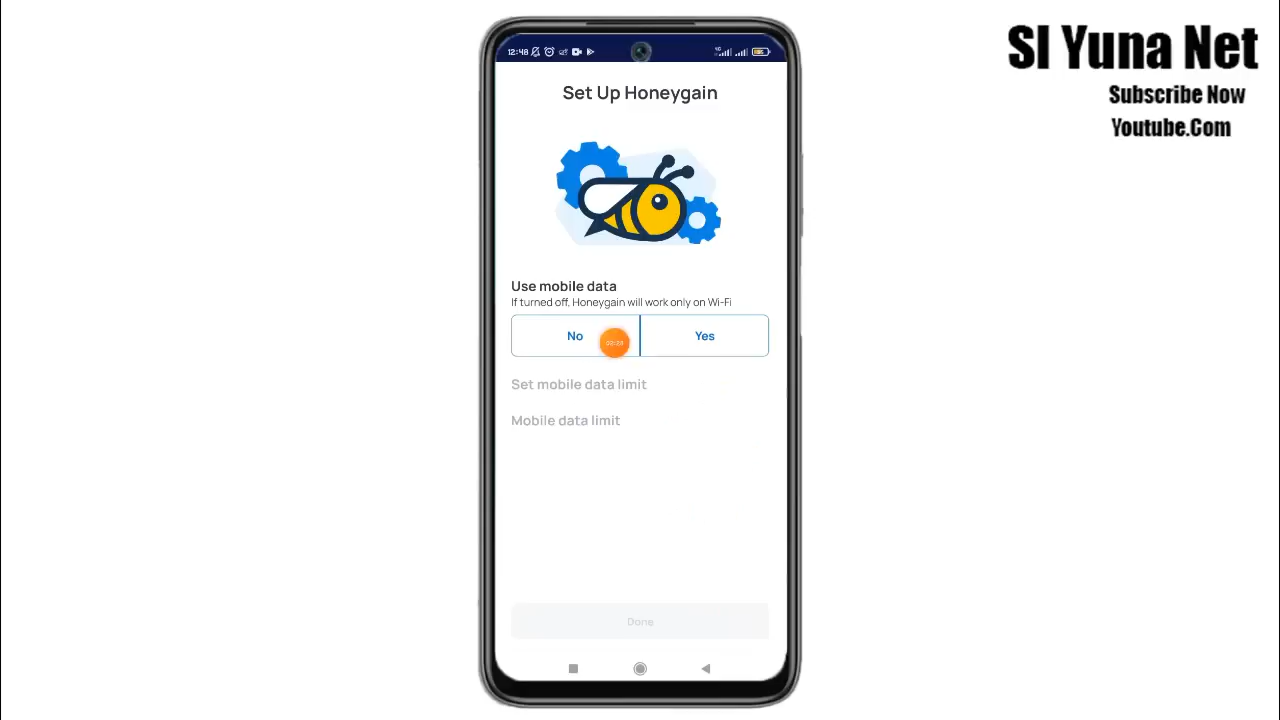 SI Yuna Net
Subscribe Now
Youtube.Com
12:48
Set Up Honeygain
Use mobile data
If turned off, Honeygain will work only on Wi-Fi
No
Yes
Set mobile data limit
Mobile data limit
Done